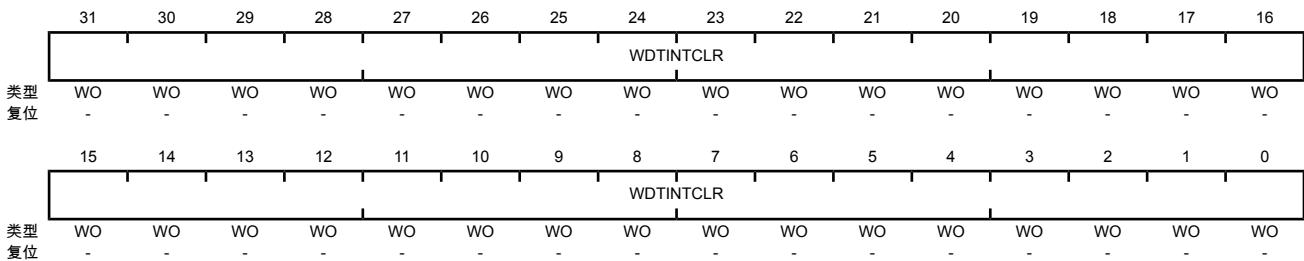 31 30 29 28 27 26 25 24 23 22 21 20 19 18 17 16
WDTINTCLR
类型 WO WO WO WO WO WO WO WO WO WO WO WO WO WO WO WO
复位 - - - - - - - - - - - - - - - -
15 14 13 12 11 10 9 8 7 6 5 4 3 2 1 0
WDTINTCLR
类型 WO WO WO WO WO WO WO WO WO WO WO WO WO WO WO WO
复位 - - - - - - - - - - - - - - - -